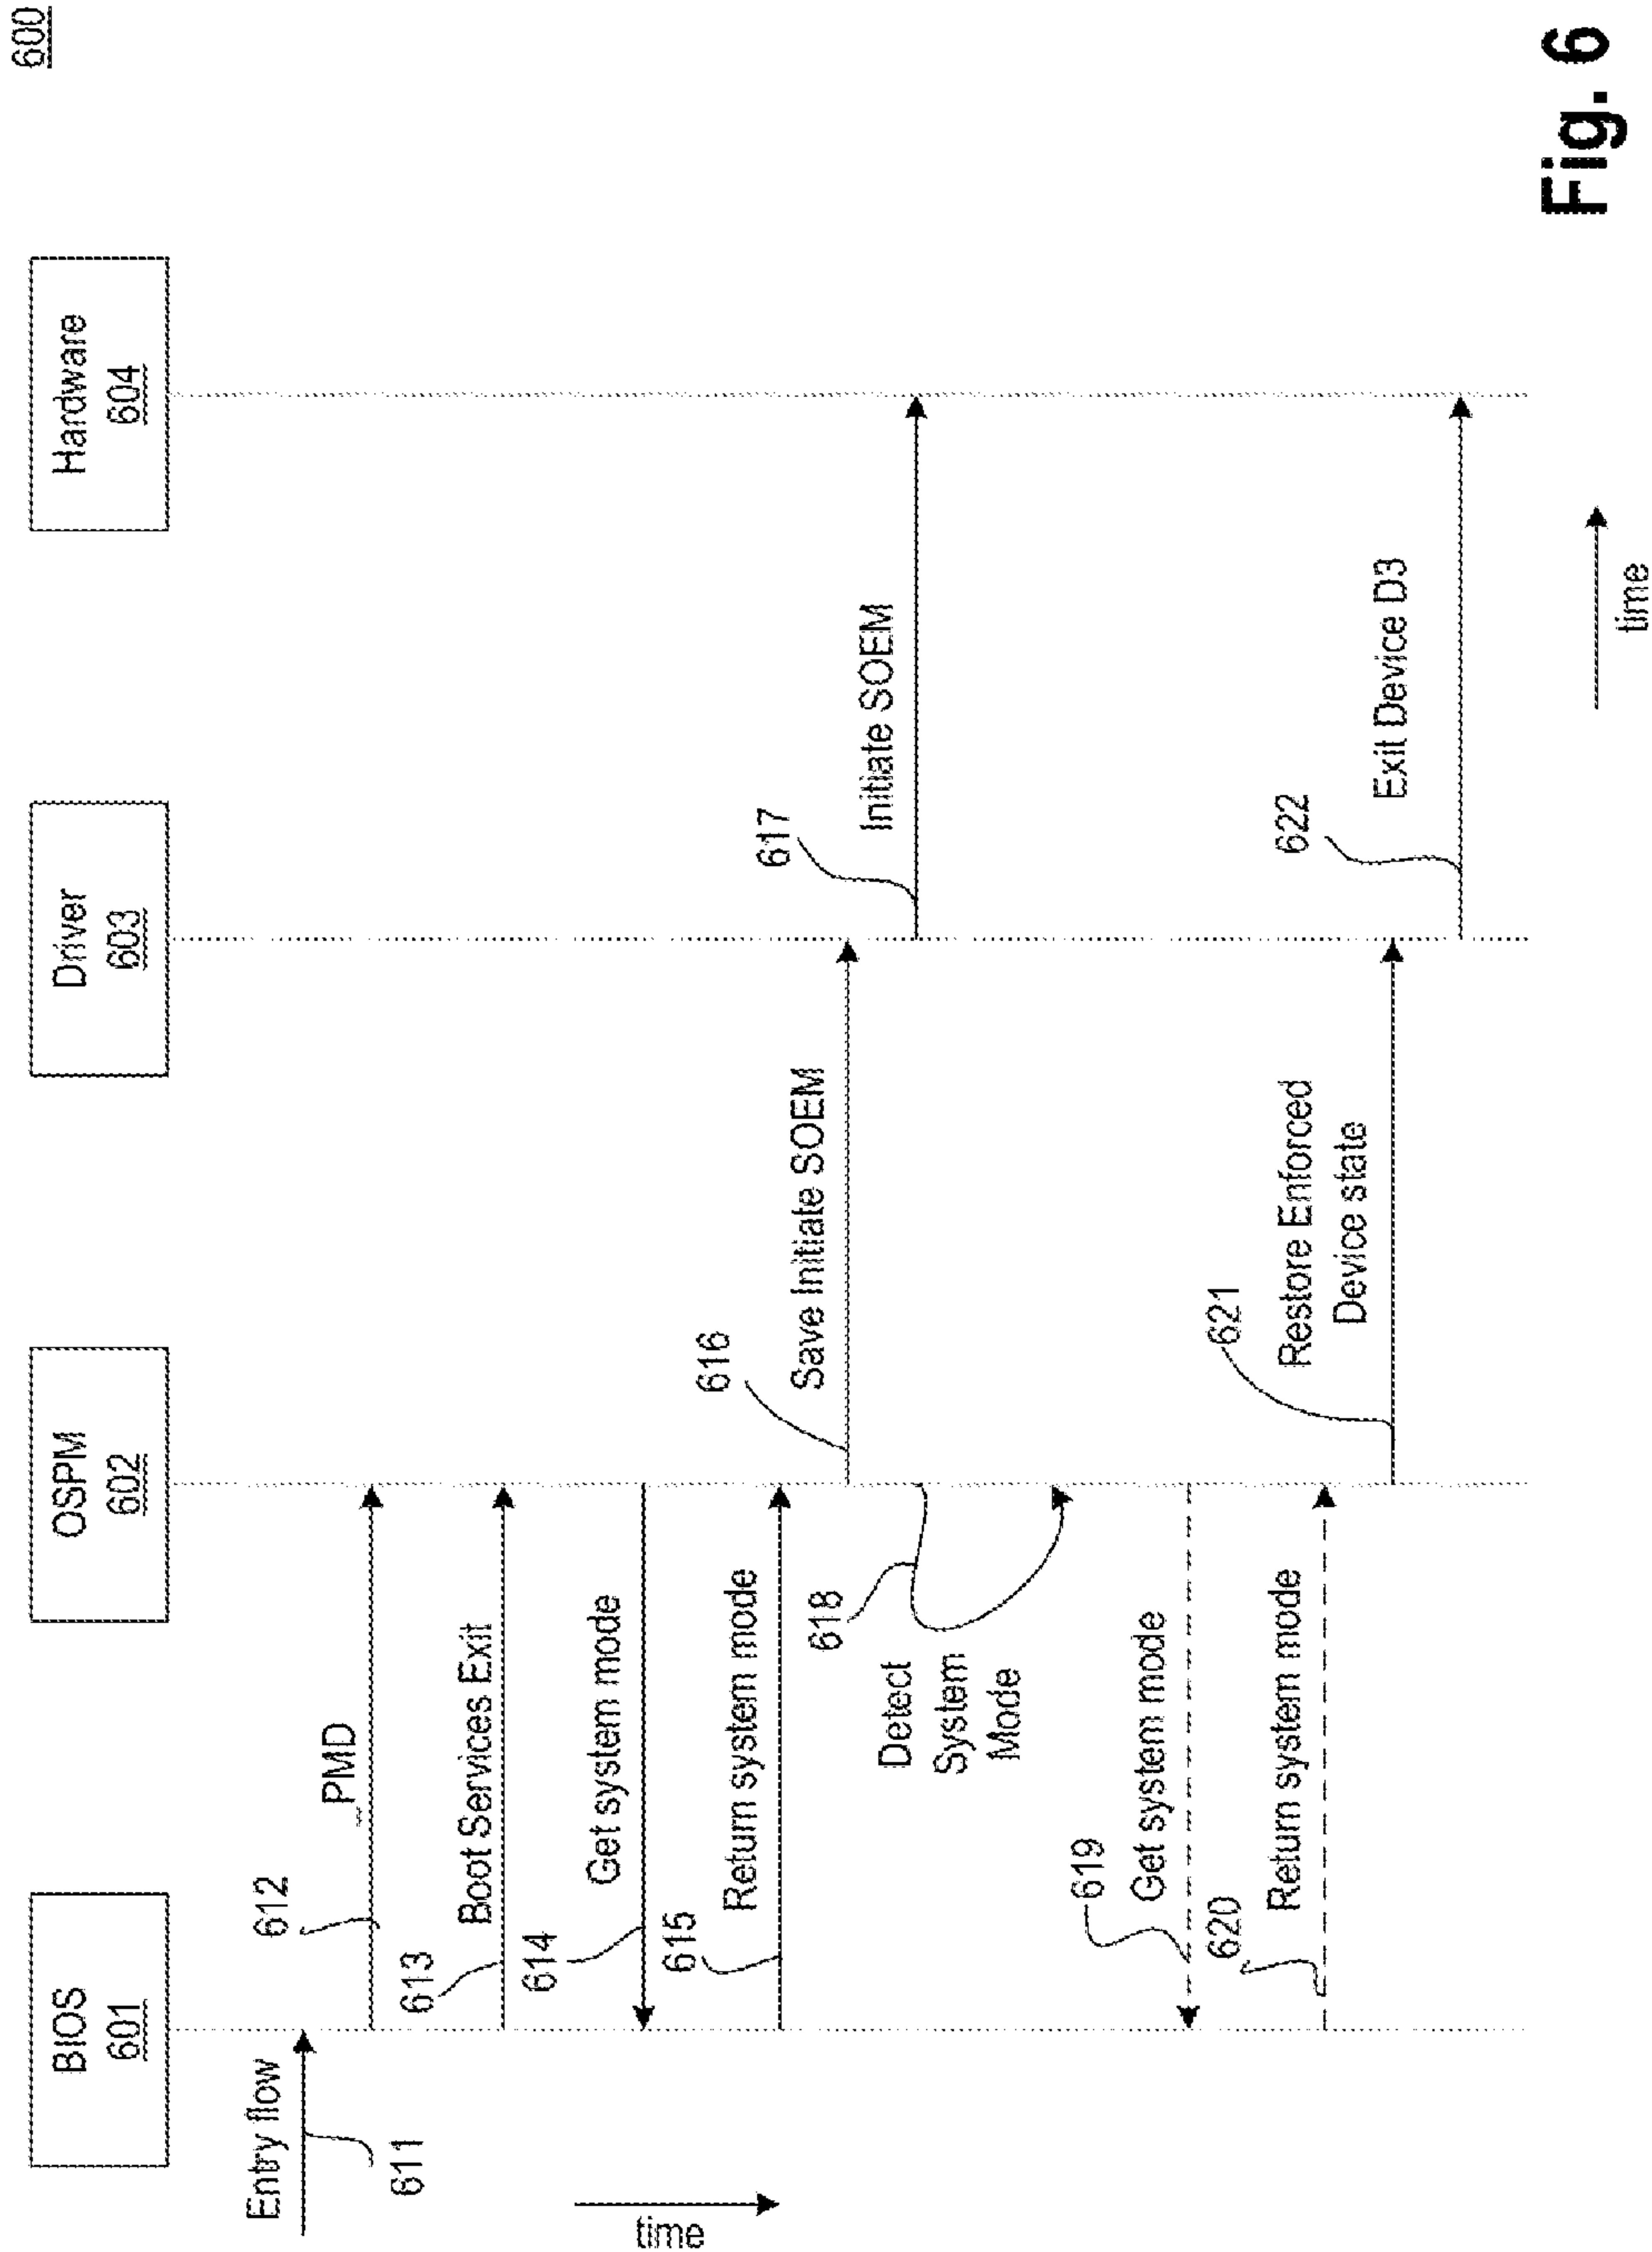 600
BIOS
601
OSPM
602
Driver
603
Hardware
604
Entry flow
611
_PMD
612
Boot Services Exit
613
Get system mode
614
Return system mode
615
Save Initiate SOEM
616
Initiate SOEM
617
Detect
System
Mode
618
Get system mode
619
Return system mode
620
Restore Enforced
Device state
621
Exit Device D3
622
time
time
Fig. 6